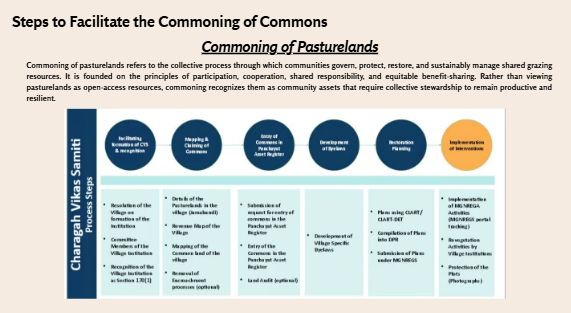 Steps to Facilitate the Commoning of Commons
Commoning of Pasturelands
Commoning of pasturelands refers to the collective process through which communities govern, protect, restore, and sustainably manage shared grazing
resources. It is founded on the principles of participation, cooperation, shared responsibility, and equitable benefit-sharing. Rather than viewing
pasturelands as open-access resources, commoning recognizes them as community assets that require collective stewardship to remain productive and
resilient.
Charagah Vikas Samiti
Process Steps
Facilitating
formation of CVS
& recognition
Mapping &
Claiming of
Commons
Entry of
Commons in
Panchayat
Asset Register
Development
of Byelaws
Restoration
Planning
Implementation
of Interventions
• Resolution of the
Village on
formation of the
Institution
• Committee
Members of the
Village Institution
• Recognition of the
Village Institution
as Section 170(1)
• Details of the
Pasturelands in the
village (Jamabandi)
• Revenue Map of the
Village
• Mapping of the
Common land of the
village
• Removal of
Encroachment
processes (optional)
• Submission of
request for entry of
commons in the
Panchayat Asset
Register
• Entry of the
Commons in the
Panchayat Asset
Register
• Land Audit (optional)
• Development of
Village Specific
Byelaws
• Plans using CLART/
CLART-DET
• Compilation of Plans
into DPR
• Submission of Plans
under MGNREGS
• Implementation
of MGNREGA
Activities
(MGNREGS portal
tracking)
• Revegetation
Activities by
Village Institutions
• Protection of the
Plots
(Photographs)